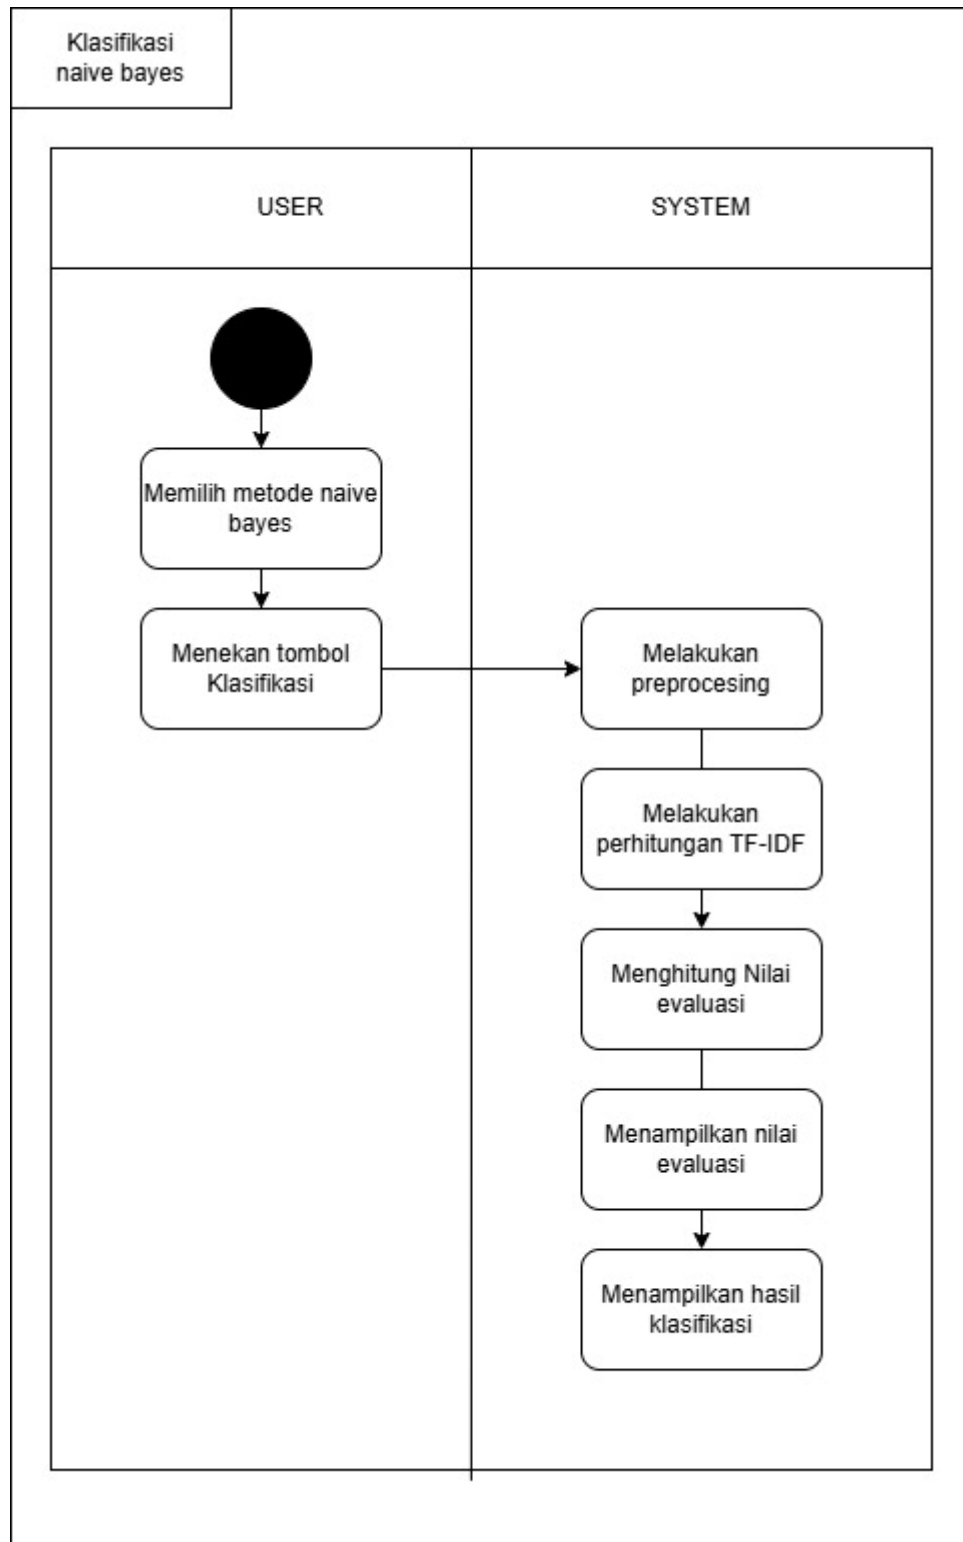 Klasifikasi
naive bayes
USER
SYSTEM
Memilih metode naive
bayes
Menekan tombol
Klasifikasi
Melakukan
preprocesing
Melakukan
perhitungan TF-IDF
Menghitung Nilai
evaluasi
Menampilkan nilai
evaluasi
Menampilkan hasil
klasifikasi